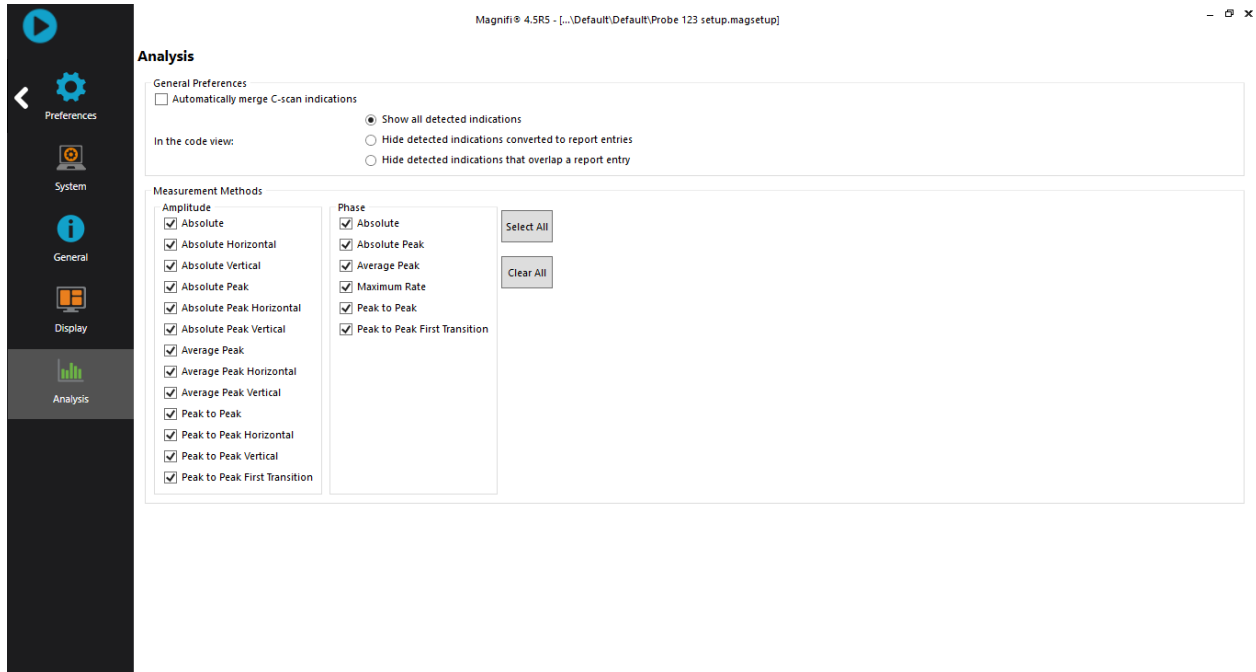 Magnifi® 4.5R5 - [...\Default\Default\Probe 123 setup.magsetup]
Preferences
System
General
Display
Analysis
Analysis
General Preferences
Automatically merge C-scan indications
In the code view:
Show all detected indications
Hide detected indications converted to report entries
Hide detected indications that overlap a report entry
Measurement Methods
Amplitude
Absolute
Absolute Horizontal
Absolute Vertical
Absolute Peak
Absolute Peak Horizontal
Absolute Peak Vertical
Average Peak
Average Peak Horizontal
Average Peak Vertical
Peak to Peak
Peak to Peak Horizontal
Peak to Peak Vertical
Peak to Peak First Transition
Phase
Absolute
Absolute Peak
Average Peak
Maximum Rate
Peak to Peak
Peak to Peak First Transition
Select All
Clear All